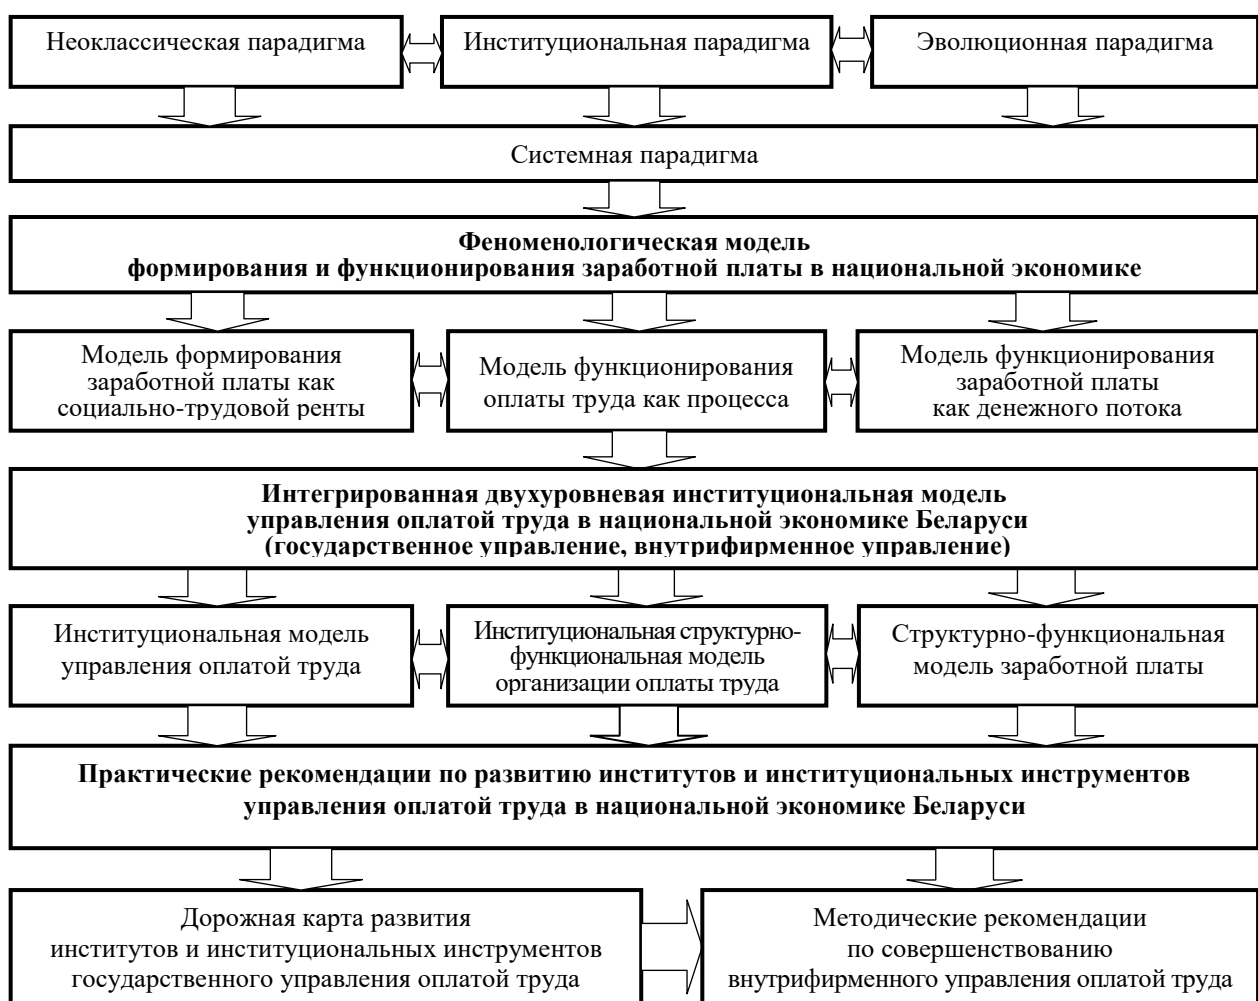 Неоклассическая парадигма
Институциональная парадигма
Эволюционная парадигма
Системная парадигма
Феноменологическая модель
формирования и функционирования заработной платы в национальной экономике
Модель формирования
заработной платы как
социально-трудовой ренты
Модель функционирования
оплаты труда как процесса
Модель функционирования
заработной платы
как денежного потока
Интегрированная двухуровневая институциональная модель
управления оплатой труда в национальной экономике Беларуси
(государственное управление, внутрифирменное управление)
Институциональная модель
управления оплатой труда
Институциональная структурно-
функциональная модель
организации оплаты труда
Структурно-функциональная
модель заработной платы
Практические рекомендации по развитию институтов и институциональных инструментов
управления оплатой труда в национальной экономике Беларуси
Дорожная карта развития
институтов и институциональных инструментов
государственного управления оплатой труда
Методические рекомендации
по совершенствованию
внутрифирменного управления оплатой труда